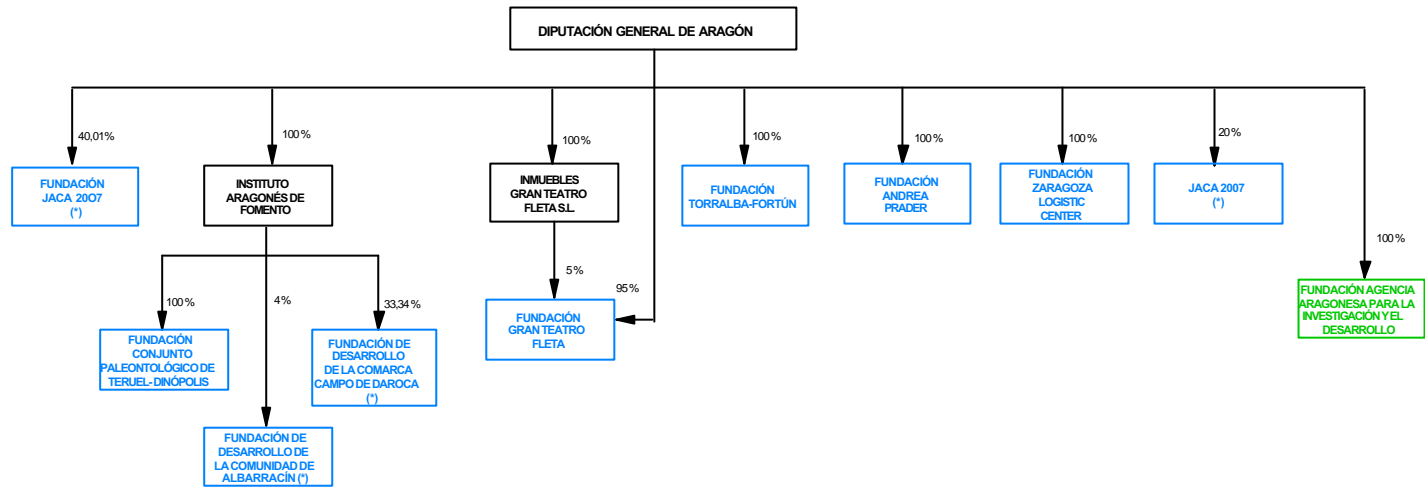 DIPUTACIÓN GENERAL DE ARAGÓN
40,01%
100%
100%
100%
100%
100%
20%
100%
FUNDACIÓN
JACA 20O7
(*)
INSTITUTO
ARAGONÉS DE
FOMENTO
INMUEBLES
GRAN TEATRO
FLETA S.L.
FUNDACIÓN
TORRALBA-FORTÚN
FUNDACIÓN
ANDREA
PRADER
FUNDACIÓN
ZARAGOZA
LOGISTIC
CENTER
JACA 2007
(*)
FUNDACIÓN AGENCIA
ARAGONESA PARA LA
INVESTIGACIÓN Y EL
DESARROLLO
100%
4%
33,34%
5%
95%
FUNDACIÓN
CONJUNTO
PALEONTOLÓGICO DE
TERUEL- DINÓPOLIS
FUNDACIÓN DE
DESARROLLO
DE LA COMARCA
CAMPO DE DAROCA
(*)
FUNDACIÓN
GRAN TEATRO
FLETA
FUNDACIÓN DE
DESARROLLO DE
LA COMUNIDAD DE
ALBARRACÍN (*)